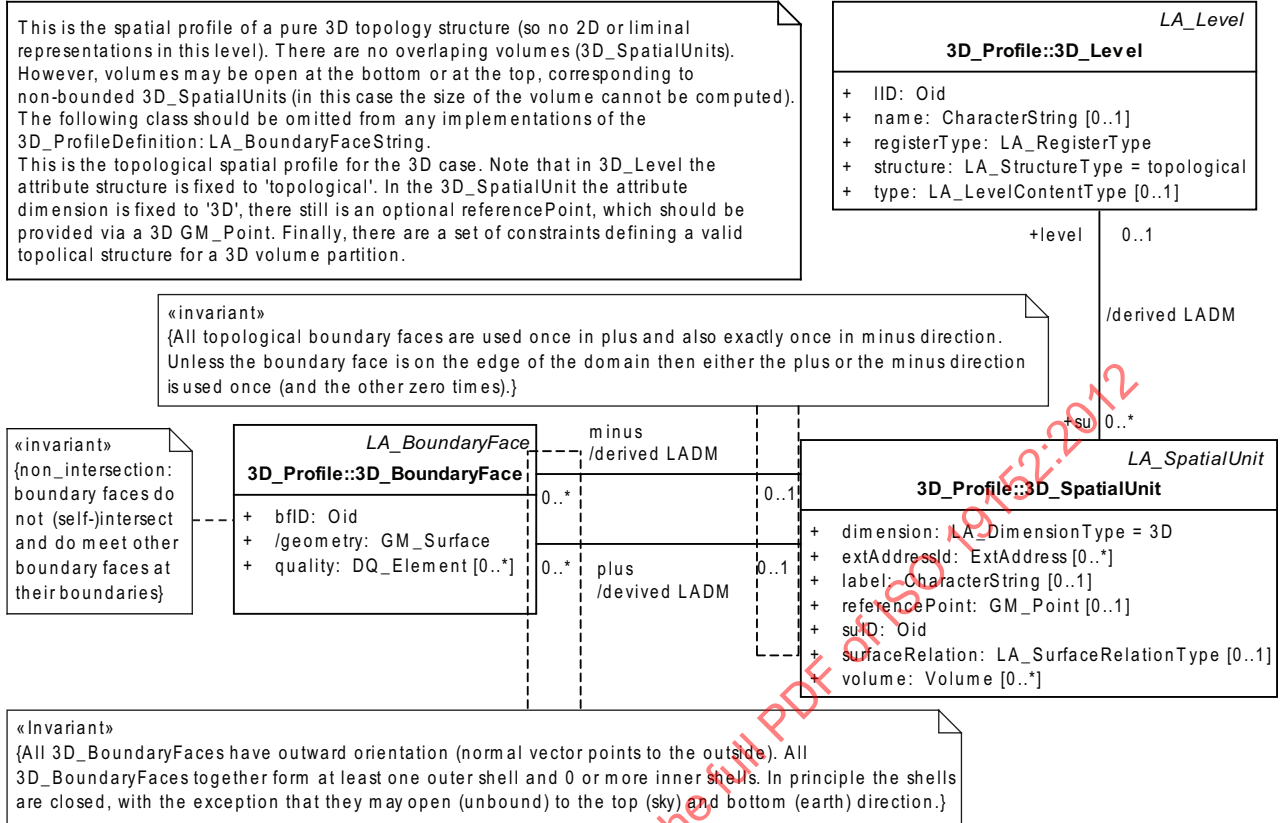 This is the spatial profile of a pure 3D topology structure (so no 2D or liminal
representations in this level). There are no overlaping volumes (3D_SpatialUnits).
However, volumes may be open at the bottom or at the top, corresponding to
non-bounded 3D_SpatialUnits (in this case the size of the volume cannot be computed).
The following class should be omitted from any implementations of the
3D_ProfileDefinition: LA_BoundaryFaceString.
This is the topological spatial profile for the 3D case. Note that in 3D_Level the
attribute structure is fixed to 'topological'. In the 3D_SpatialUnit the attribute
dimension is fixed to '3D', there still is an optional referencePoint, which should be
provided via a 3D GM_Point. Finally, there are a set of constraints defining a valid
topolical structure for a 3D volume partition.
LA_Level
3D_Profile::3D_Level
+ lID: Oid
+ name: CharacterString [0..1]
+ registerType: LA_RegisterType
+ structure: LA_StructureType = topological
+ type: LA_LevelContentType [0..1]
+level 0..1
/derived LADM
+su 0..*
«invariant»
{All topological boundary faces are used once in plus and also exactly once in minus direction.
Unless the boundary face is on the edge of the domain then either the plus or the minus direction
is used once (and the other zero times).}
«invariant»
{non_intersection:
boundary faces do
not (self-)intersect
and do meet other
boundary faces at
their boundaries}
LA_BoundaryFace
3D_Profile::3D_BoundaryFace
+ bfID: Oid
+ /geometry: GM_Surface
+ quality: DQ_Element [0..*]
minus
/derived LADM
0..* 0..1
0..* plus 0..1
/devived LADM
LA_SpatialUnit
3D_Profile::3D_SpatialUnit
+ dimension: LA_DimensionType = 3D
+ extAddressId: ExtAddress [0..*]
+ label: CharacterString [0..1]
+ referencePoint: GM_Point [0..1]
+ suID: Oid
+ surfaceRelation: LA_SurfaceRelationType [0..1]
+ volume: Volume [0..*]
«Invariant»
{All 3D_BoundaryFaces have outward orientation (normal vector points to the outside). All
3D_BoundaryFaces together form at least one outer shell and 0 or more inner shells. In principle the shells
are closed, with the exception that they may open (unbound) to the top (sky) and bottom (earth) direction.}
the full PDF of ISO 19152:2012